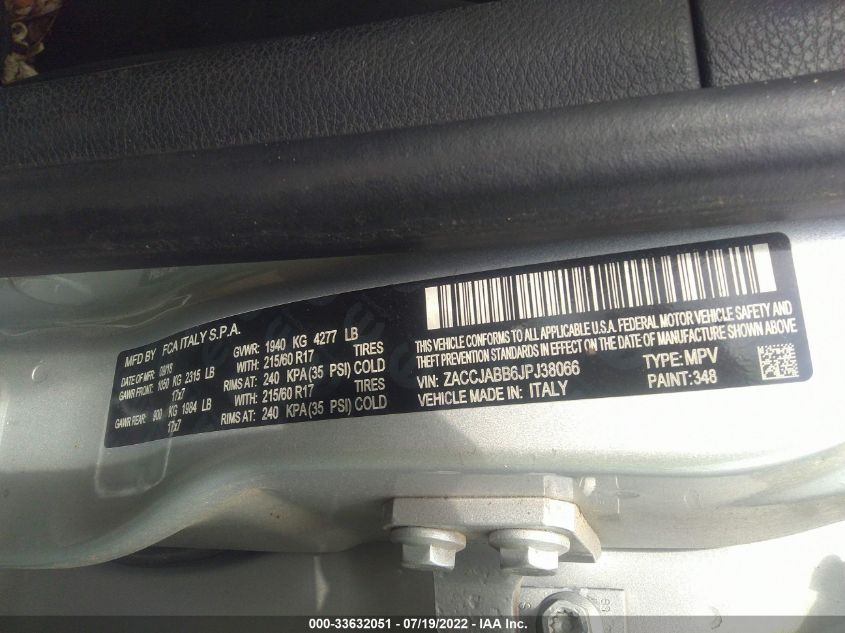 MFD BY FCA ITALY S.P.A.
DATE OF MFR 08/18 GVWR: 1940 KG 4277 LB
GAWR FRONT: 1050 KG 2315 LB WITH: 215/60 R17 TIRES
17x7 RIMS AT: 240 KPA(35 PSI) COLD
GAWR REAR: 900 KG 1984 LB WITH: 215/60 R17 TIRES
17x7 RIMS AT: 240 KPA(35 PSI) COLD
THIS VEHICLE CONFORMS TO ALL APPLICABLE U.S.A. FEDERAL MOTOR VEHICLE SAFETY AND
THEFT PREVENTION STANDARDS IN EFFECT ON THE DATE OF MANUFACTURE SHOWN ABOVE
VIN: ZACCJABB6JPJ38066 TYPE: MPV
VEHICLE MADE IN: ITALY PAINT: 348
000-33632051 - 07/19/2022 - IAAI Inc.